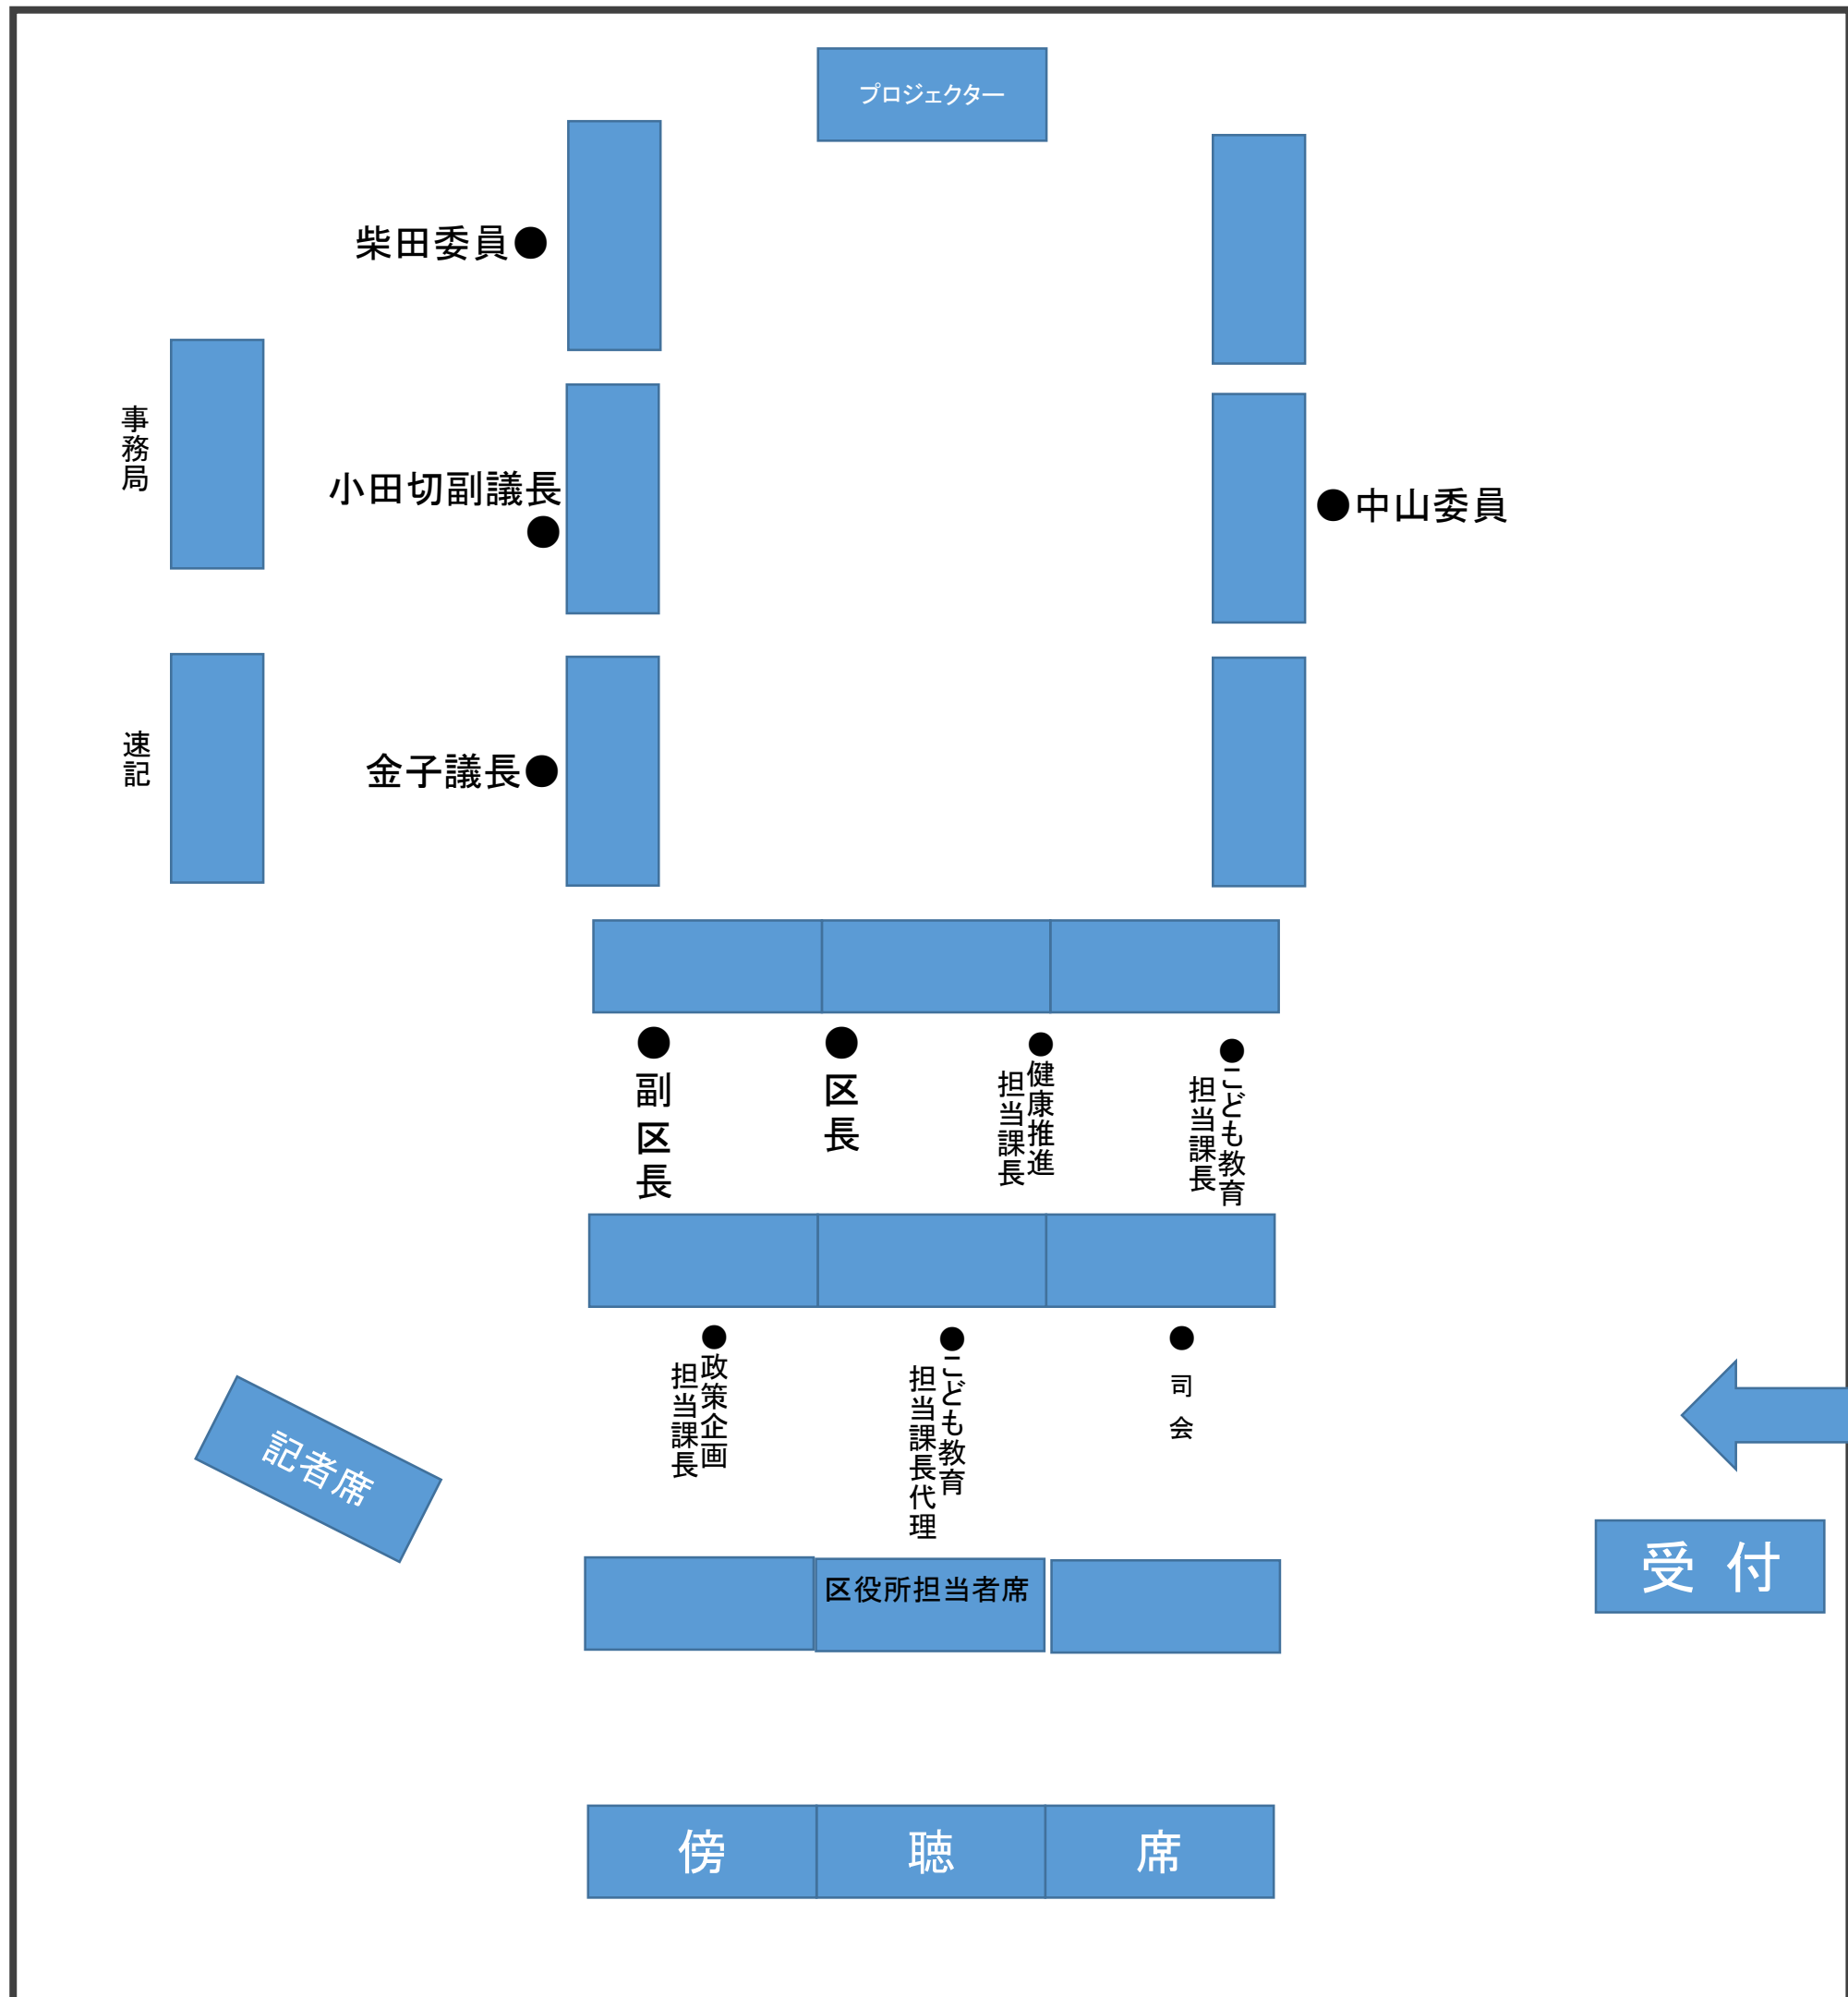 プロジェクター
柴田委員●
事務局
小田切副議長
●
●中山委員
速記
金子議長●
●副区長
●区長
●健康推進
担当課長
●こども教育
担当課長
●政策企画
担当課長
●こども教育
担当課長代理
●司会
記者席
受 付
区役所担当者席
傍 聴 席